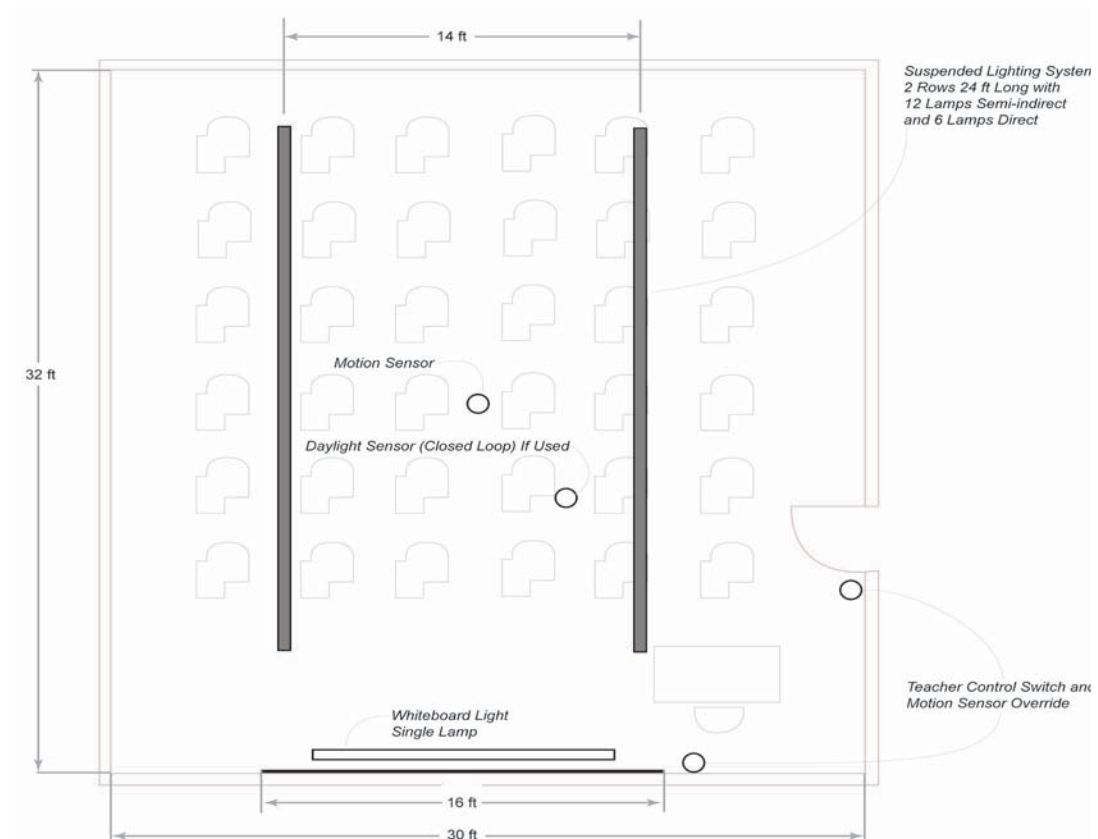 14 ft
Suspended Lighting System
2 Rows 24 ft Long with
12 Lamps Semi-indirect
and 6 Lamps Direct
32 ft
Motion Sensor
Daylight Sensor (Closed Loop) If Used
Teacher Control Switch and
Motion Sensor Override
Whiteboard Light
Single Lamp
16 ft
30 ft